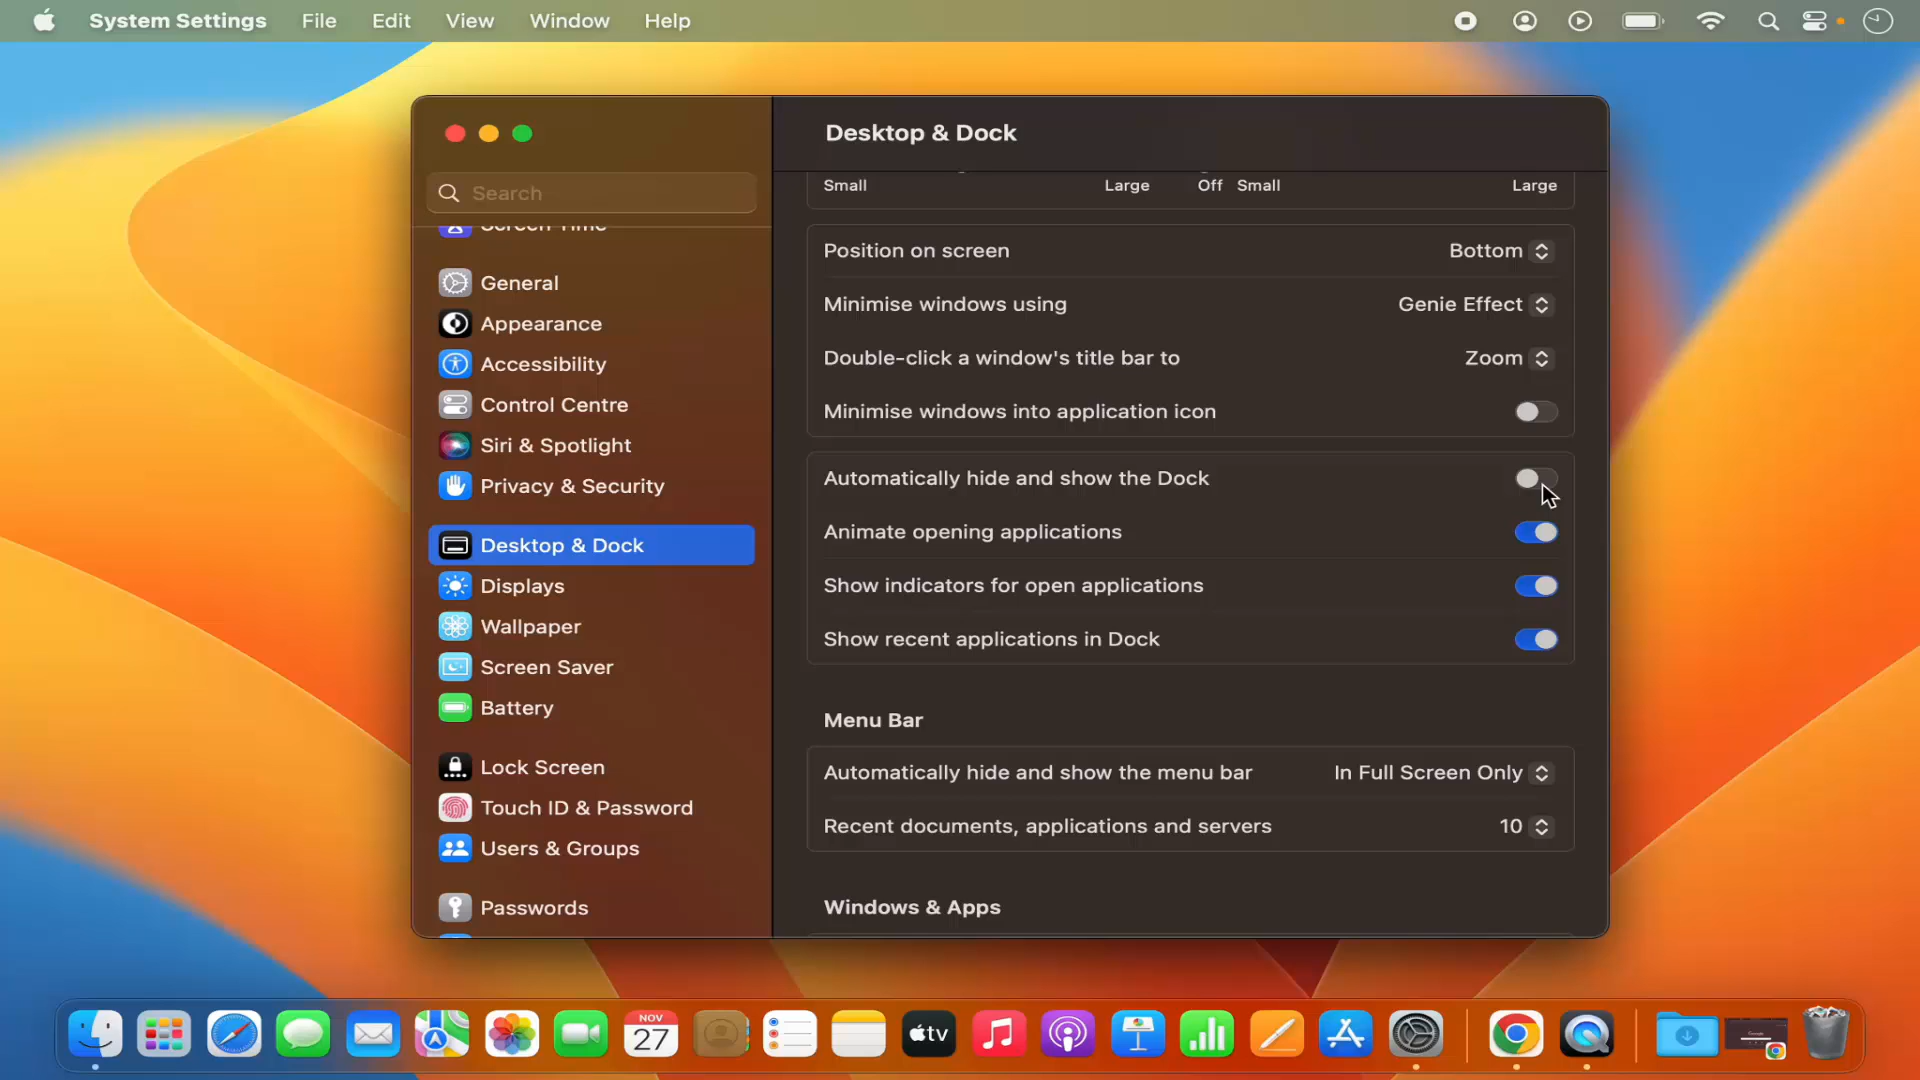 System Settings File Edit View Window Help
Desktop & Dock
Search
General
Appearance
Accessibility
Control Centre
Siri & Spotlight
Privacy & Security
Desktop & Dock
Displays
Wallpaper
Screen Saver
Battery
Lock Screen
Touch ID & Password
Users & Groups
Passwords
Small Large Off Small Large
Position on screen Bottom
Minimise windows using Genie Effect
Double-click a window's title bar to Zoom
Minimise windows into application icon
Automatically hide and show the Dock
Animate opening applications
Show indicators for open applications
Show recent applications in Dock
Menu Bar
Automatically hide and show the menu bar In Full Screen Only
Recent documents, applications and servers 10
Windows & Apps
NOV
27
tv